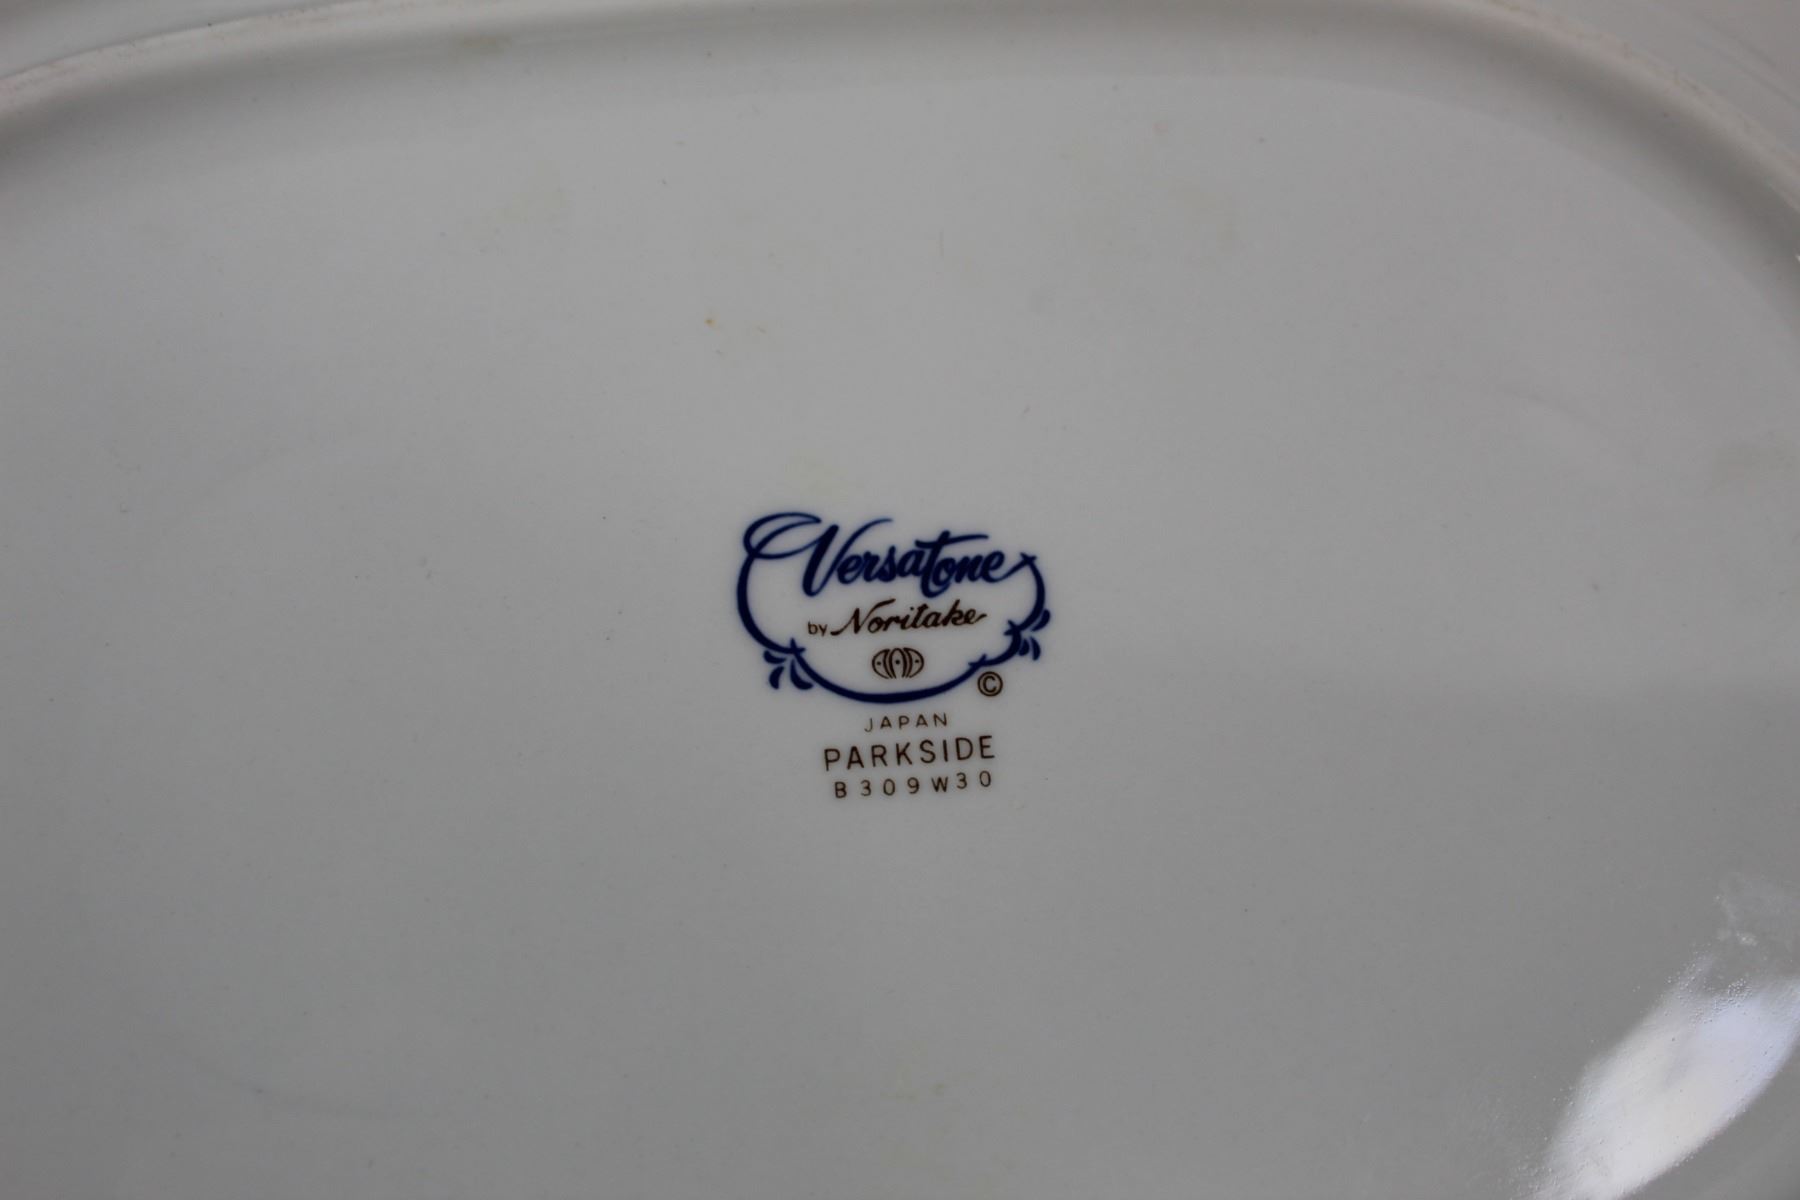 Versatone
by Noritake
©
JAPAN
PARKSIDE
B309W30